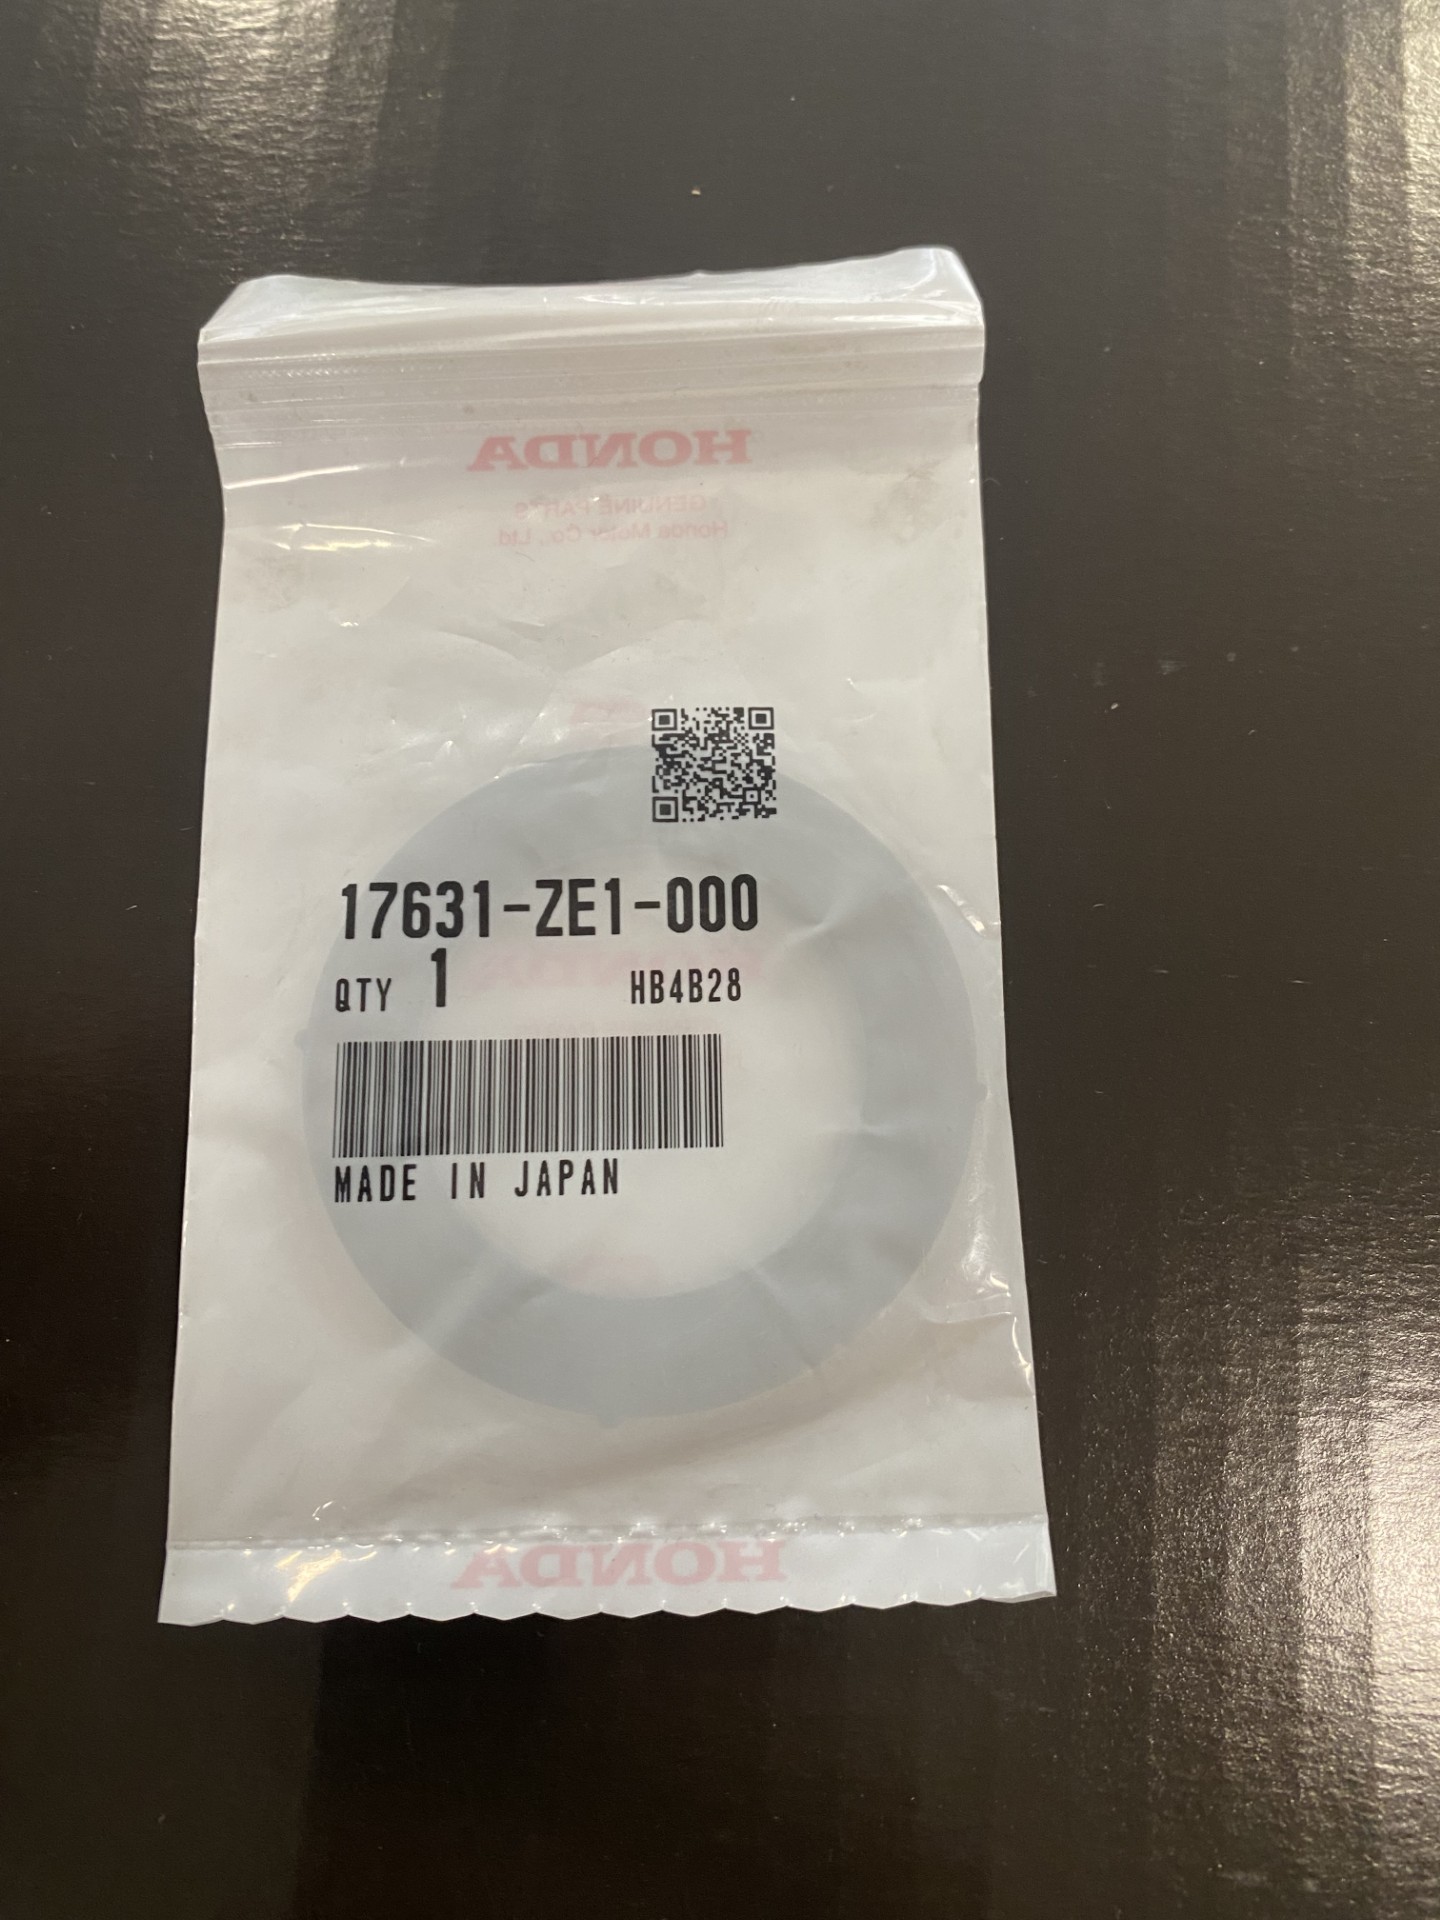 HONDA
GENUINE PARTS
Honda Motor Co., Ltd.
17631-ZE1-000
QTY 1 HB4B28
MADE IN JAPAN
HONDA